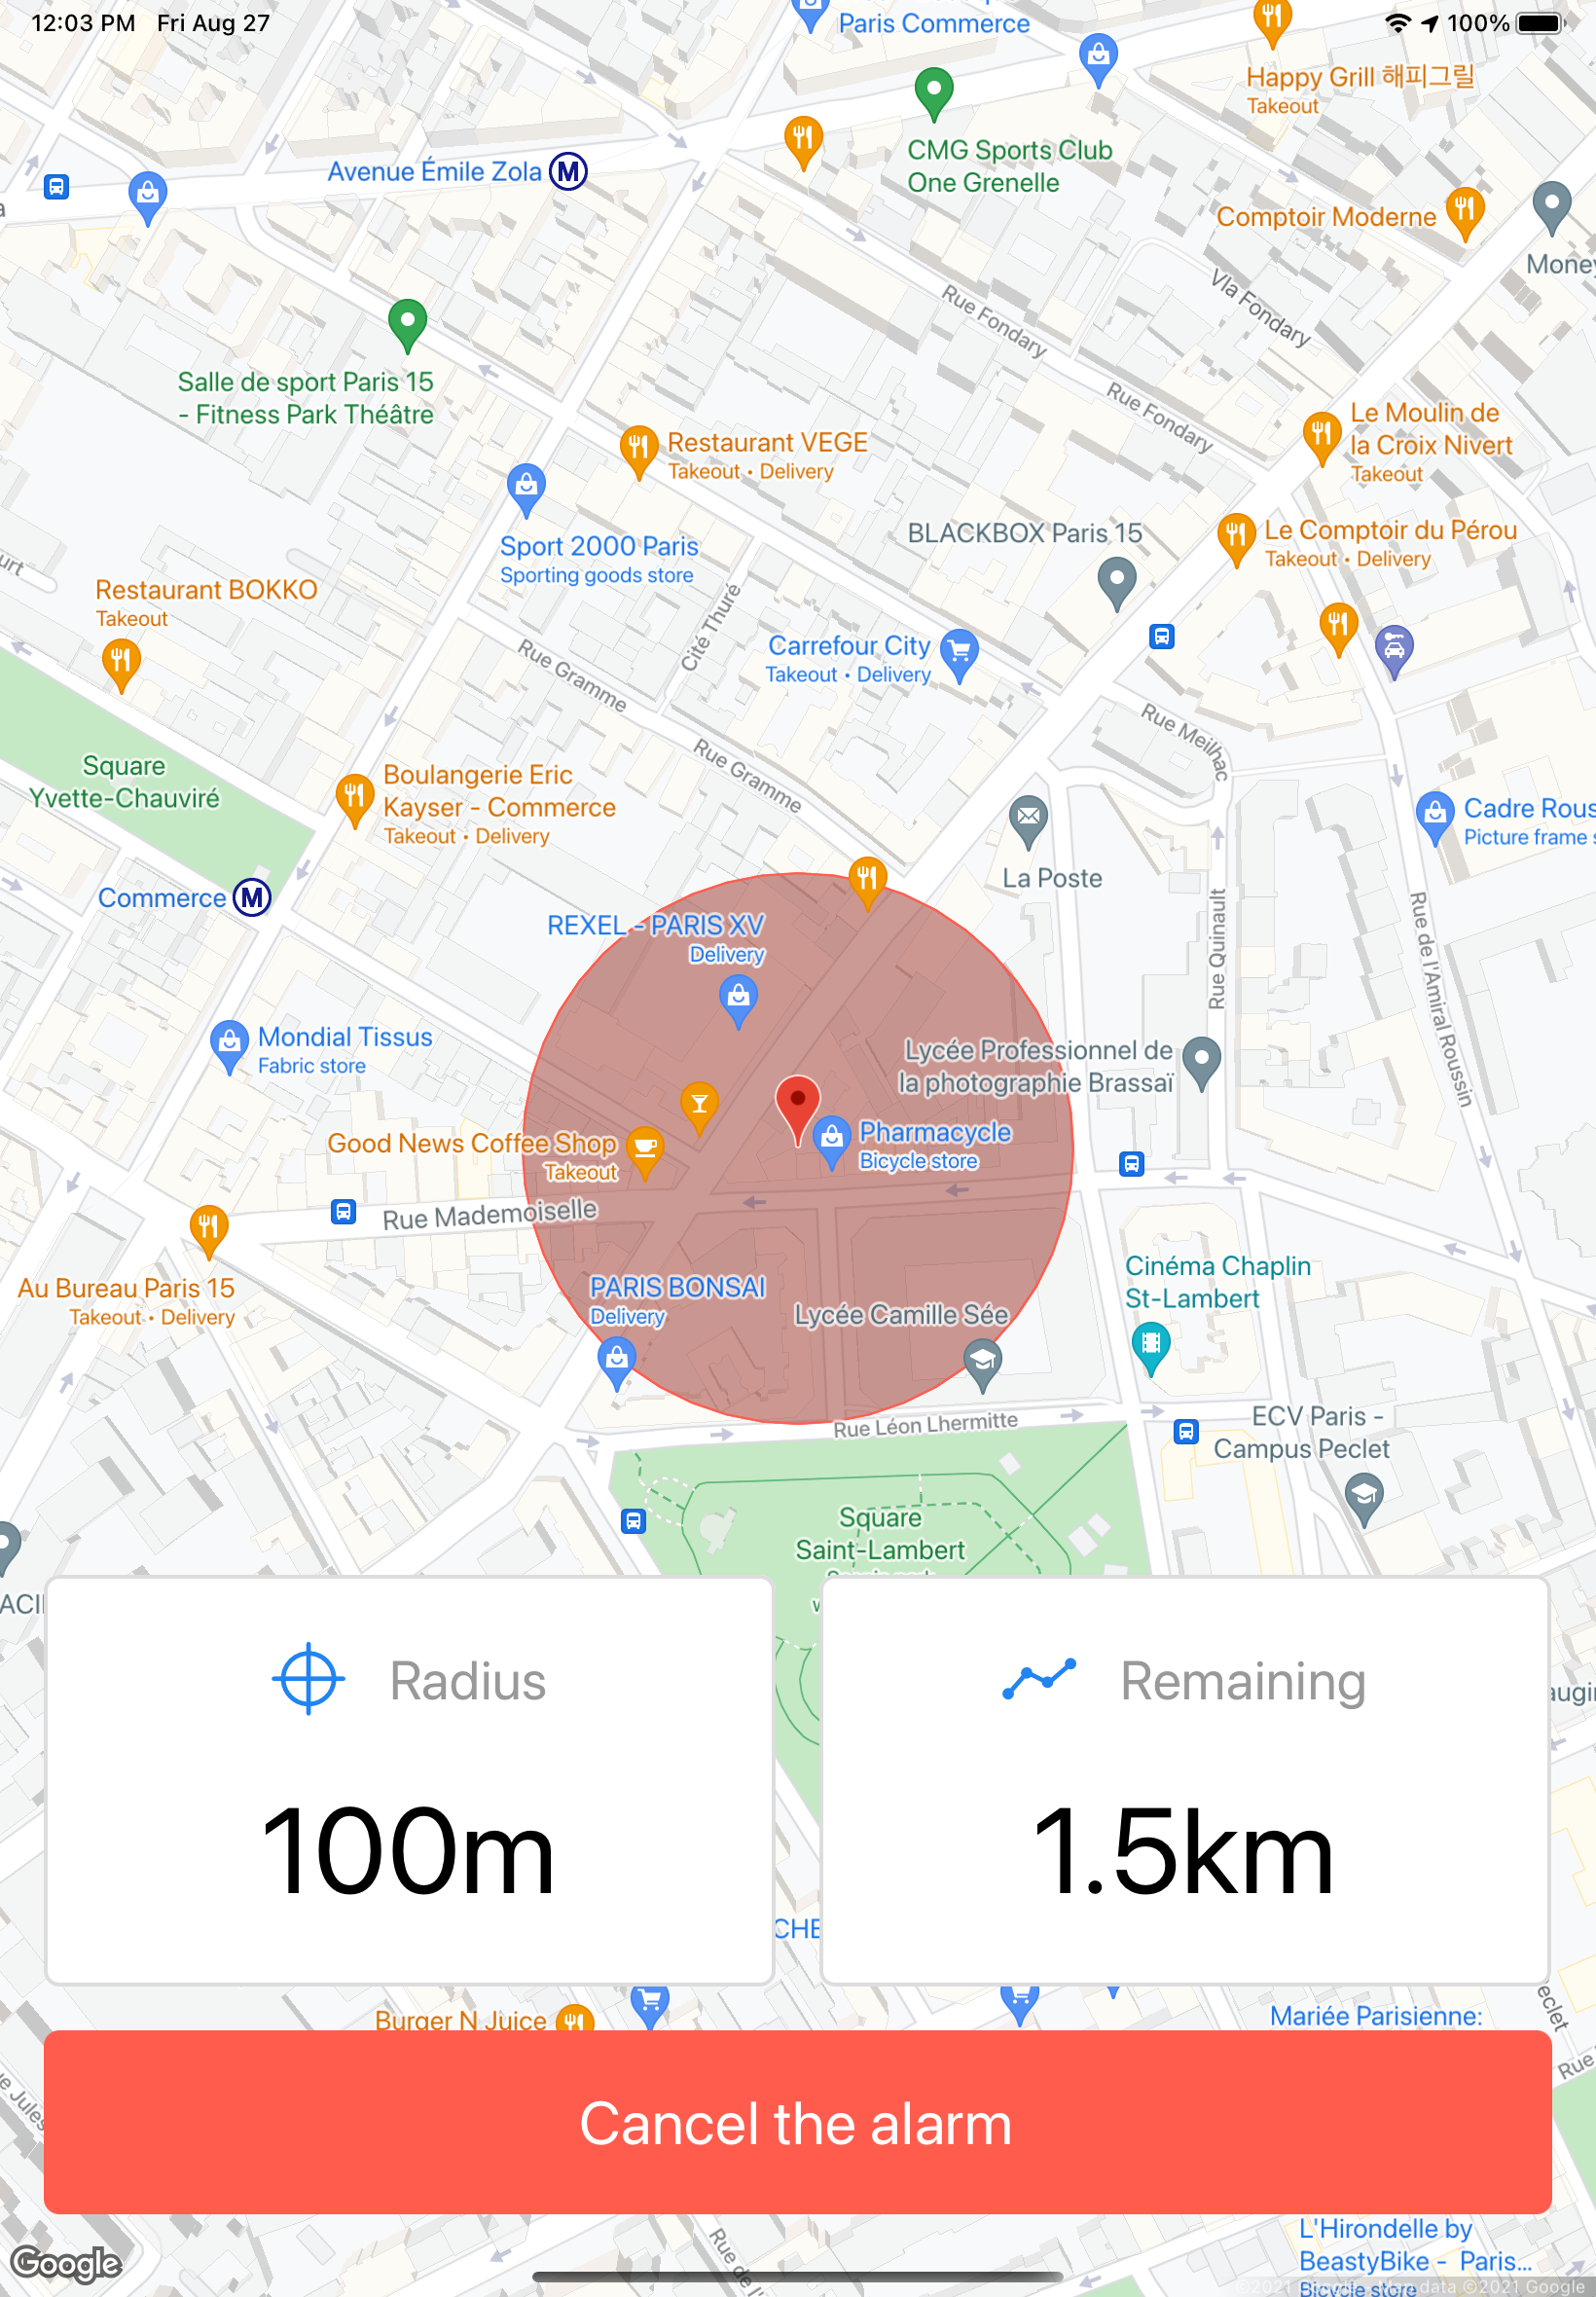 12:03 PM Fri Aug 27
100%
Paris Commerce
Happy Grill 해피그릴
Takeout
CMG Sports Club
One Grenelle
Avenue Émile Zola
M
Comptoir Moderne
Money
Vla Fondary
Rue Fondary
Salle de sport Paris 15
- Fitness Park Théâtre
Rue Fondary
Le Moulin de
la Croix Nivert
Takeout
Restaurant VEGE
Takeout • Delivery
BLACKBOX Paris 15
Le Comptoir du Pérou
Takeout • Delivery
Sport 2000 Paris
Sporting goods store
Restaurant BOKKO
Takeout
Cité Thuré
Rue Gramme
Carrefour City
Takeout • Delivery
Rue Meilhac
Square
Yvette-Chauviré
Rue Gramme
Boulangerie Eric
Kayser - Commerce
Takeout • Delivery
Cadre Rous
Picture frame s
La Poste
Commerce
M
REXEL - PARIS XV
Delivery
Rue Quinault
Rue de l'Amiral Roussin
Mondial Tissus
Fabric store
Lycée Professionnel de
la photographie Brassaï
Good News Coffee Shop
Takeout
Pharmacycle
Bicycle store
Rue Mademoiselle
Au Bureau Paris 15
Takeout • Delivery
PARIS BONSAI
Delivery
Lycée Camille Sée
Cinéma Chaplin
St-Lambert
Rue Léon Lhermitte
ECV Paris -
Campus Peclet
Square
Saint-Lambert
Radius
100m
Remaining
1.5km
Burger N Juice
Mariée Parisienne:
Cancel the alarm
L'Hirondelle by
BeastyBike - Paris...
Bicycle store
Google
©2021 Google - Map data ©2021 Google